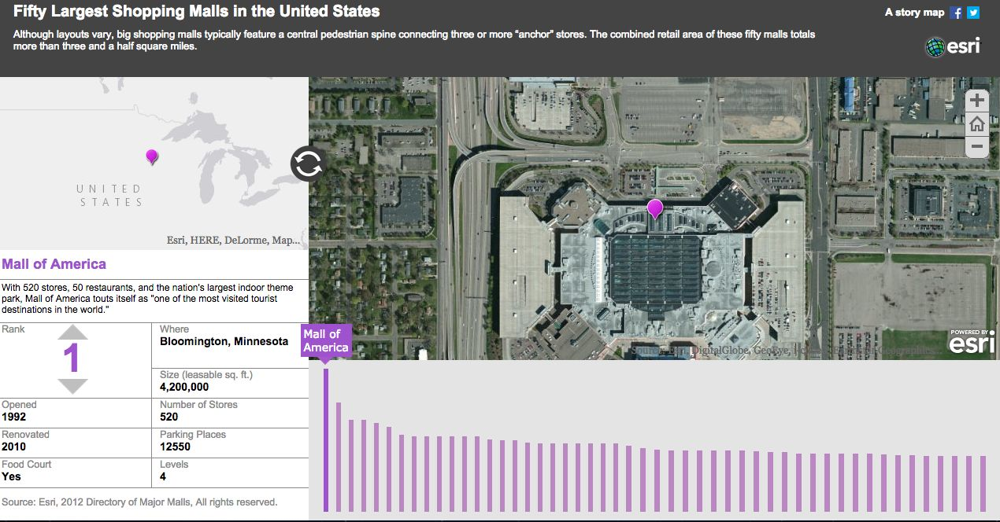 Fifty Largest Shopping Malls in the United States
A story map
Although layouts vary, big shopping malls typically feature a central pedestrian spine connecting three or more “anchor” stores. The combined retail area of these fifty malls totals
more than three and a half square miles.
esri
UNITED
STATES
Esri, HERE, DeLorme, Map...
Mall of America
With 520 stores, 50 restaurants, and the nation's largest indoor theme
park, Mall of America touts itself as "one of the most visited tourist
destinations in the world."
Rank
1
Where
Bloomington, Minnesota
Size (leasable sq. ft.)
4,200,000
Opened
1992
Number of Stores
520
Renovated
2010
Parking Places
12550
Food Court
Yes
Levels
4
Source: Esri, 2012 Directory of Major Malls, All rights reserved.
Source: Esri, DigitalGlobe, GeoEye,
POWERED BY
esri
Mall of
America